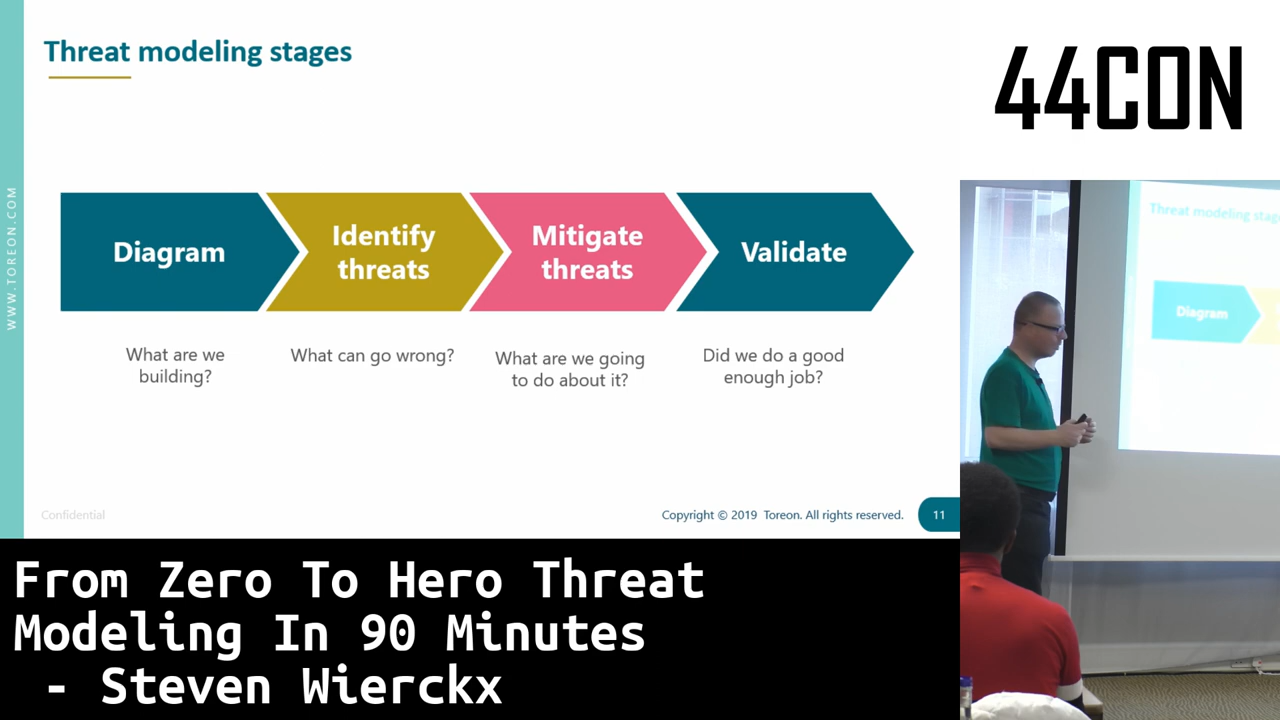 Threat modeling stages
WWW.TOREON.COM
Diagram
Identify
threats
Mitigate
threats
Validate
What are we
building?
What can go wrong?
What are we going
to do about it?
Did we do a good
enough job?
Confidential
Copyright © 2019 Toreon. All rights reserved.
11
44CON
Threat modeling stag
Diagram
From Zero To Hero Threat
Modeling In 90 Minutes
- Steven Wierckx